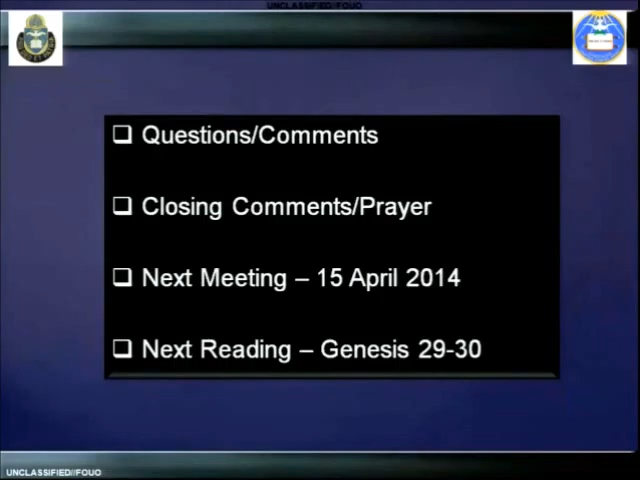 UNCLASSIFIED//FOUO
❑ Questions/Comments
❑ Closing Comments/Prayer
❑ Next Meeting – 15 April 2014
❑ Next Reading – Genesis 29-30
UNCLASSIFIED//FOUO